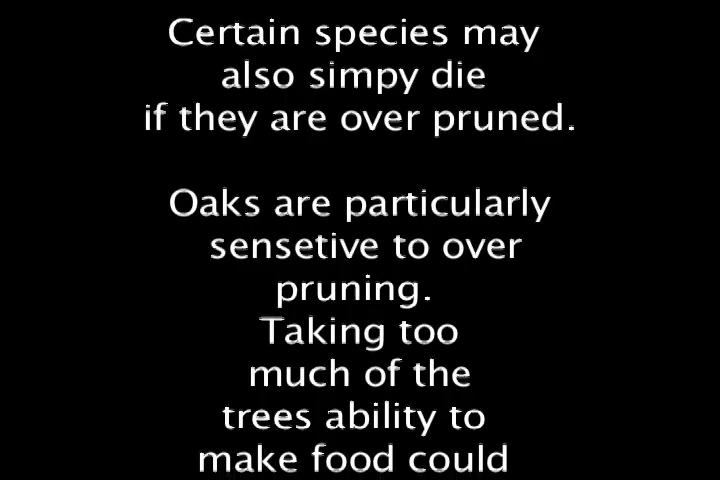 Certain species may
also simpy die
if they are over pruned.
Oaks are particularly
sensetive to over
pruning.
Taking too
much of the
trees ability to
make food could